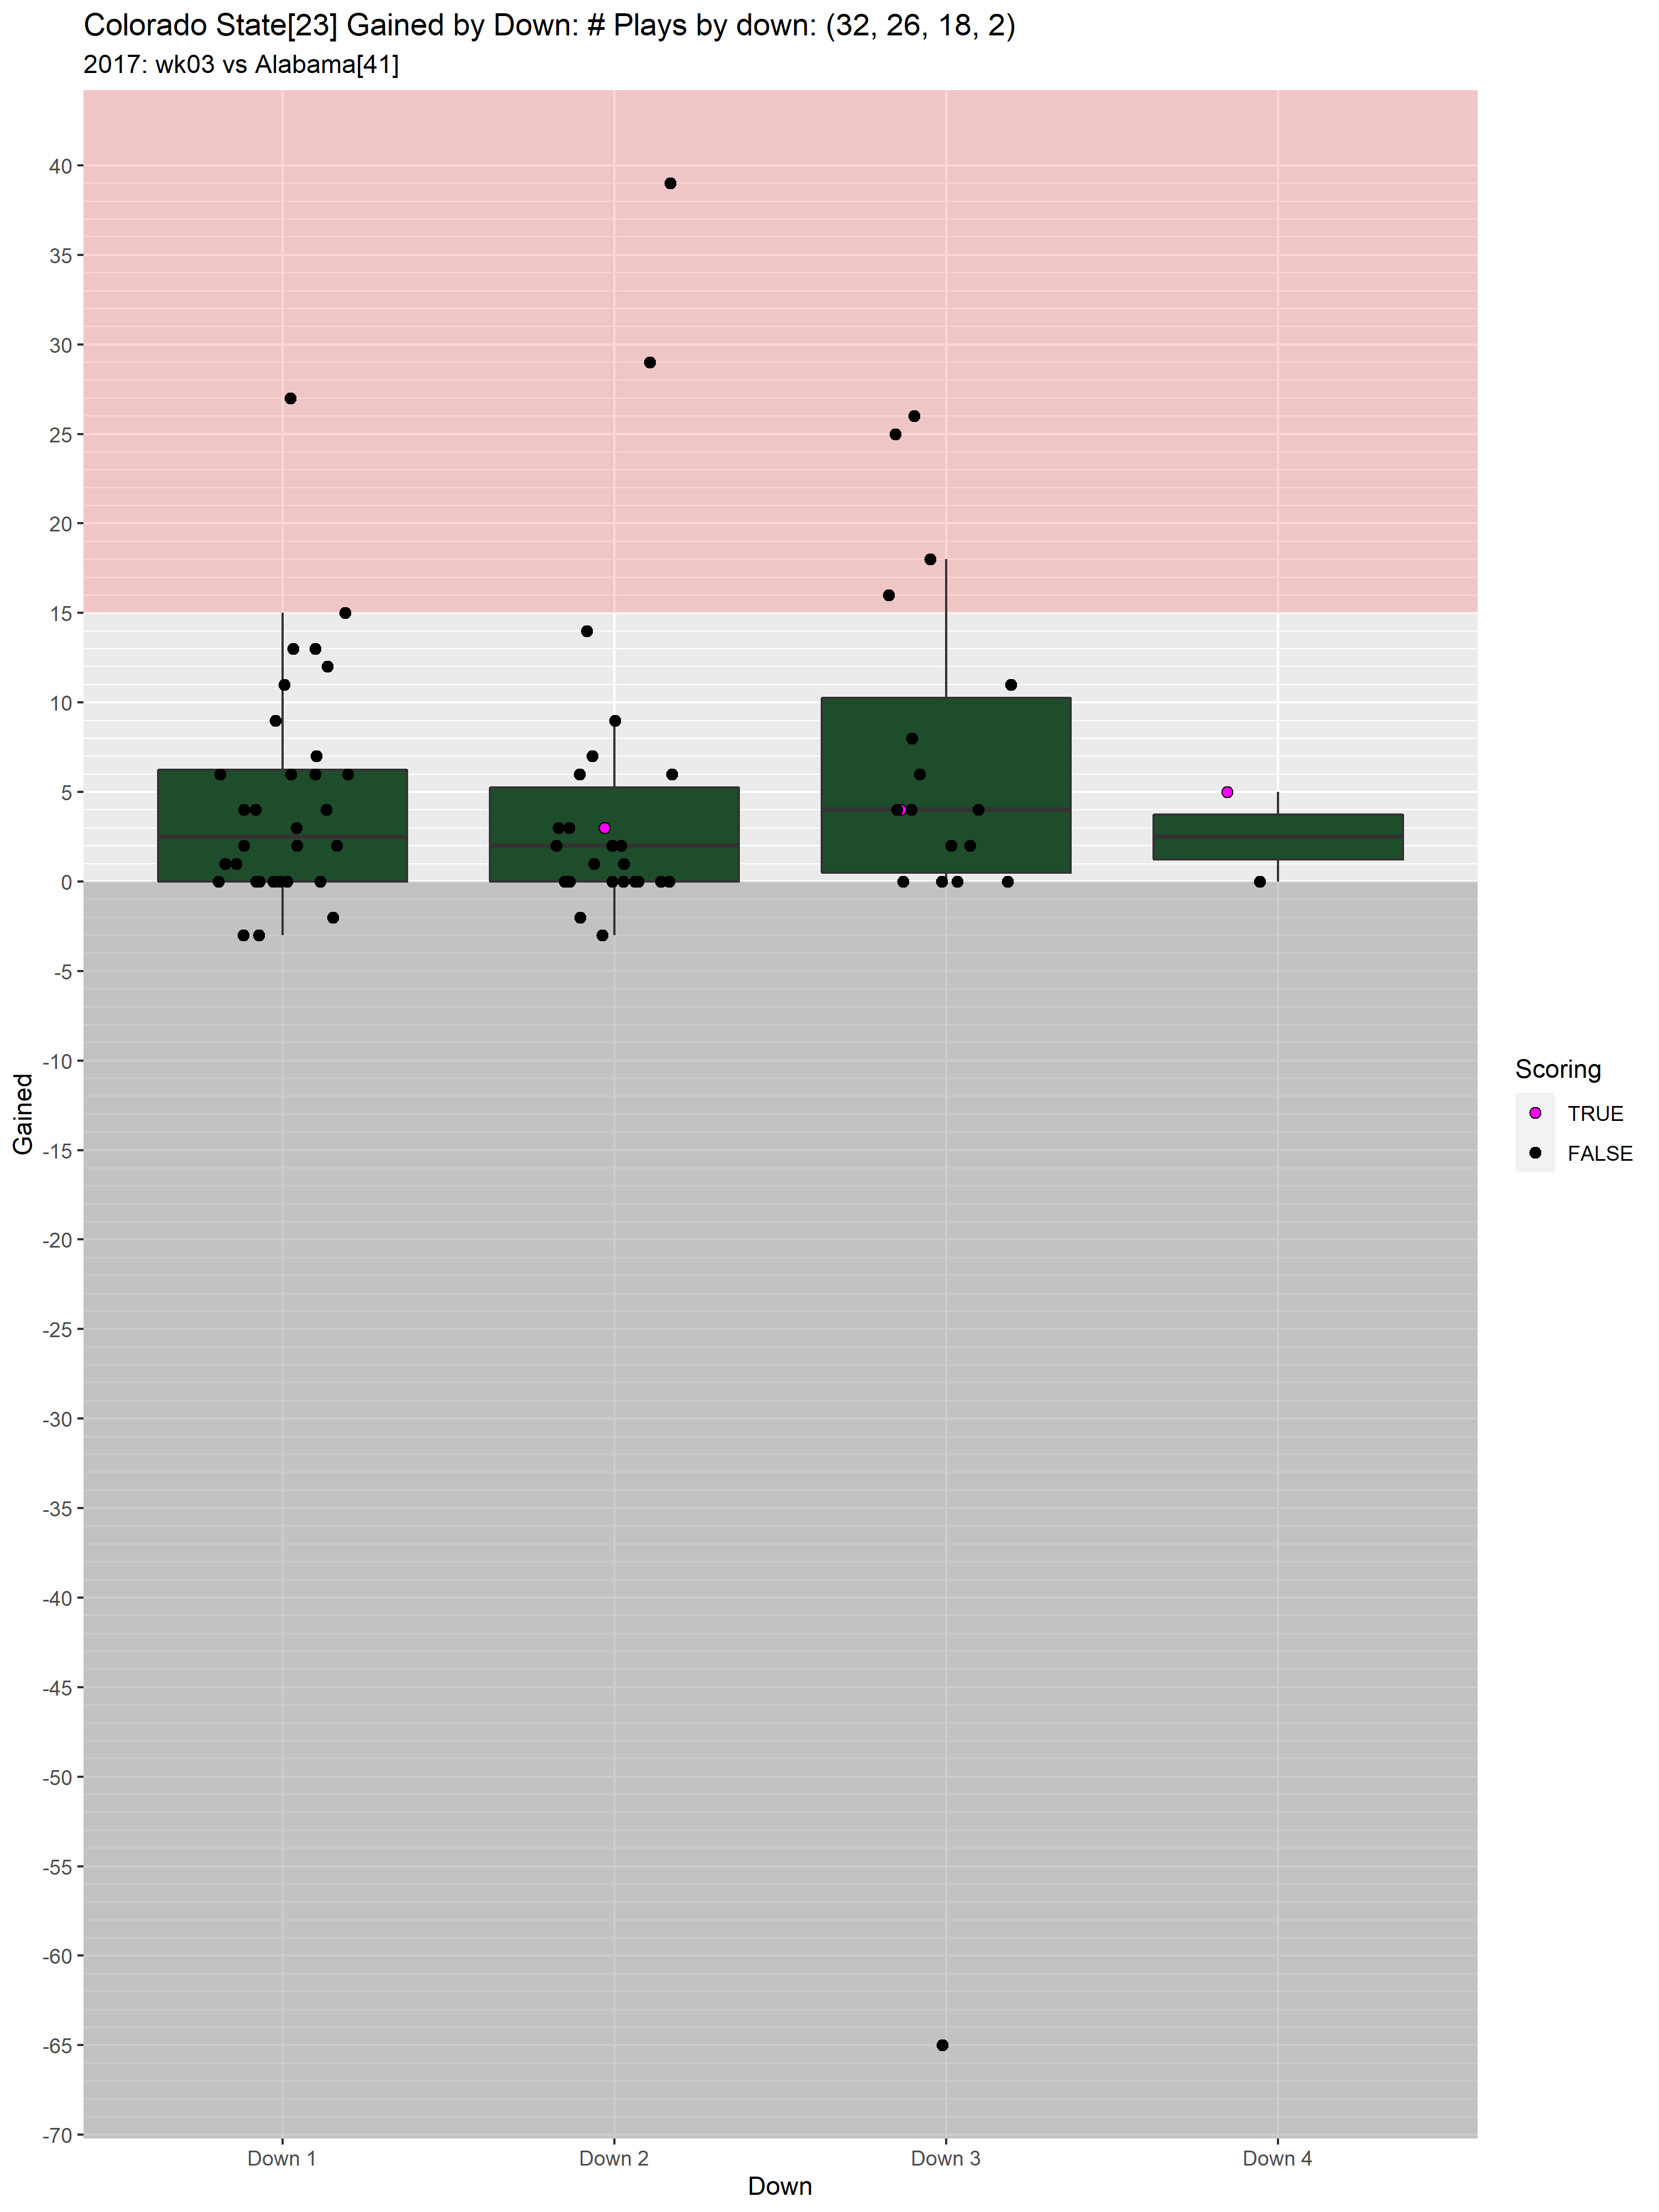 Colorado State[23] Gained by Down: # Plays by down: (32, 26, 18, 2)
2017: wk03 vs Alabama[41]
40
35
30
25
20
15
10
5
0
-5
-10
-15
-20
-25
-30
-35
-40
-45
-50
-55
-60
-65
-70
Gained
Down 1
Down 2
Down 3
Down 4
Down
Scoring
TRUE
FALSE